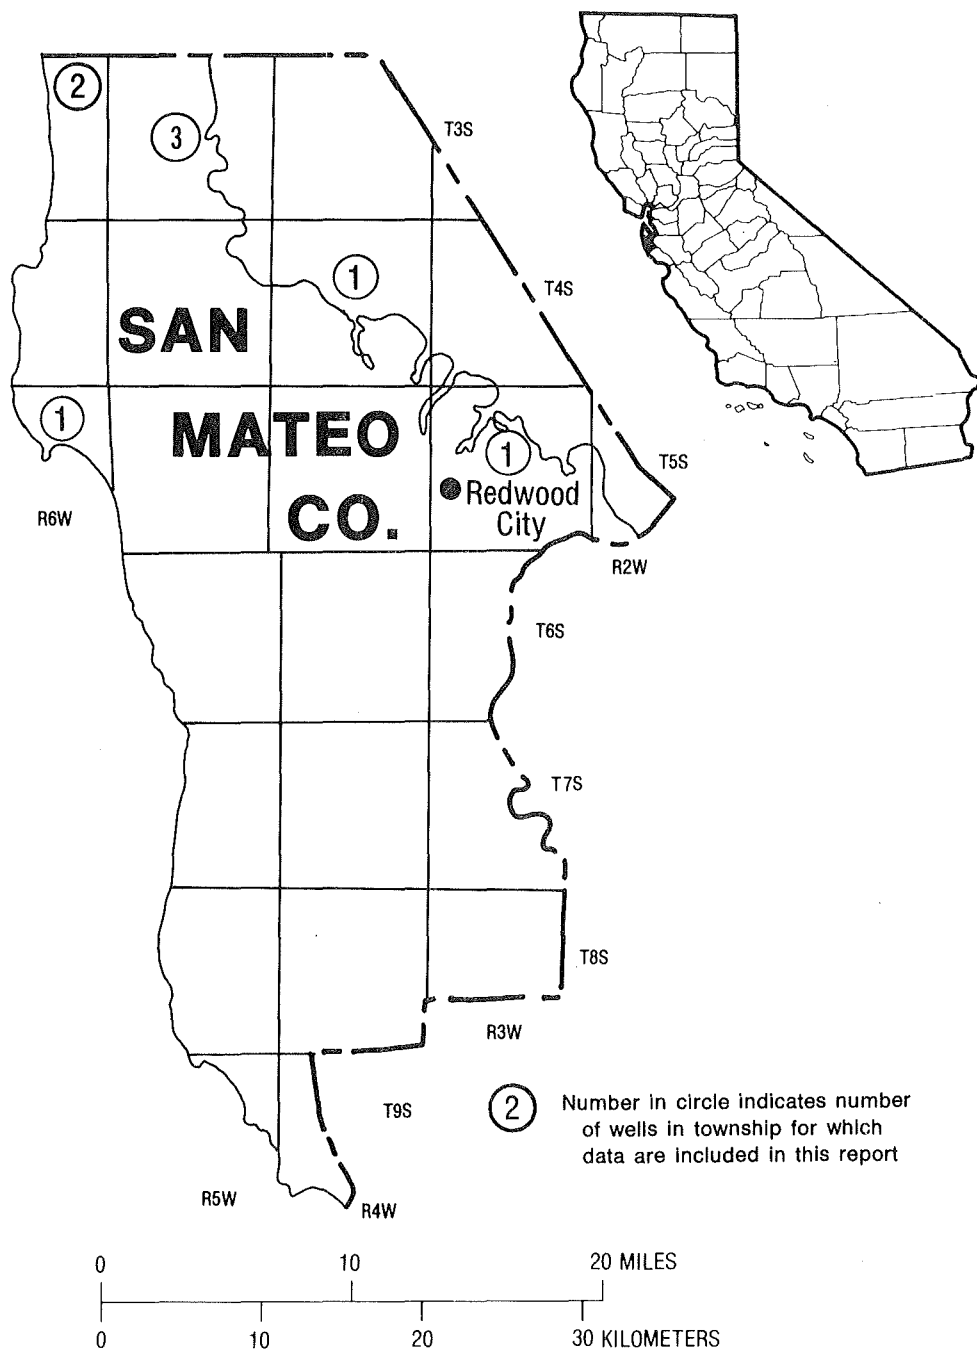 2
3
T3S
1
T4S
SAN
1
MATEO
1
T5S
Redwood
City
CO.
R6W
R2W
T6S
T7S
T8S
R3W
T9S
R5W
R4W
2
Number in circle indicates number
of wells in township for which
data are included in this report
0 10 20 MILES
0 10 20 30 KILOMETERS